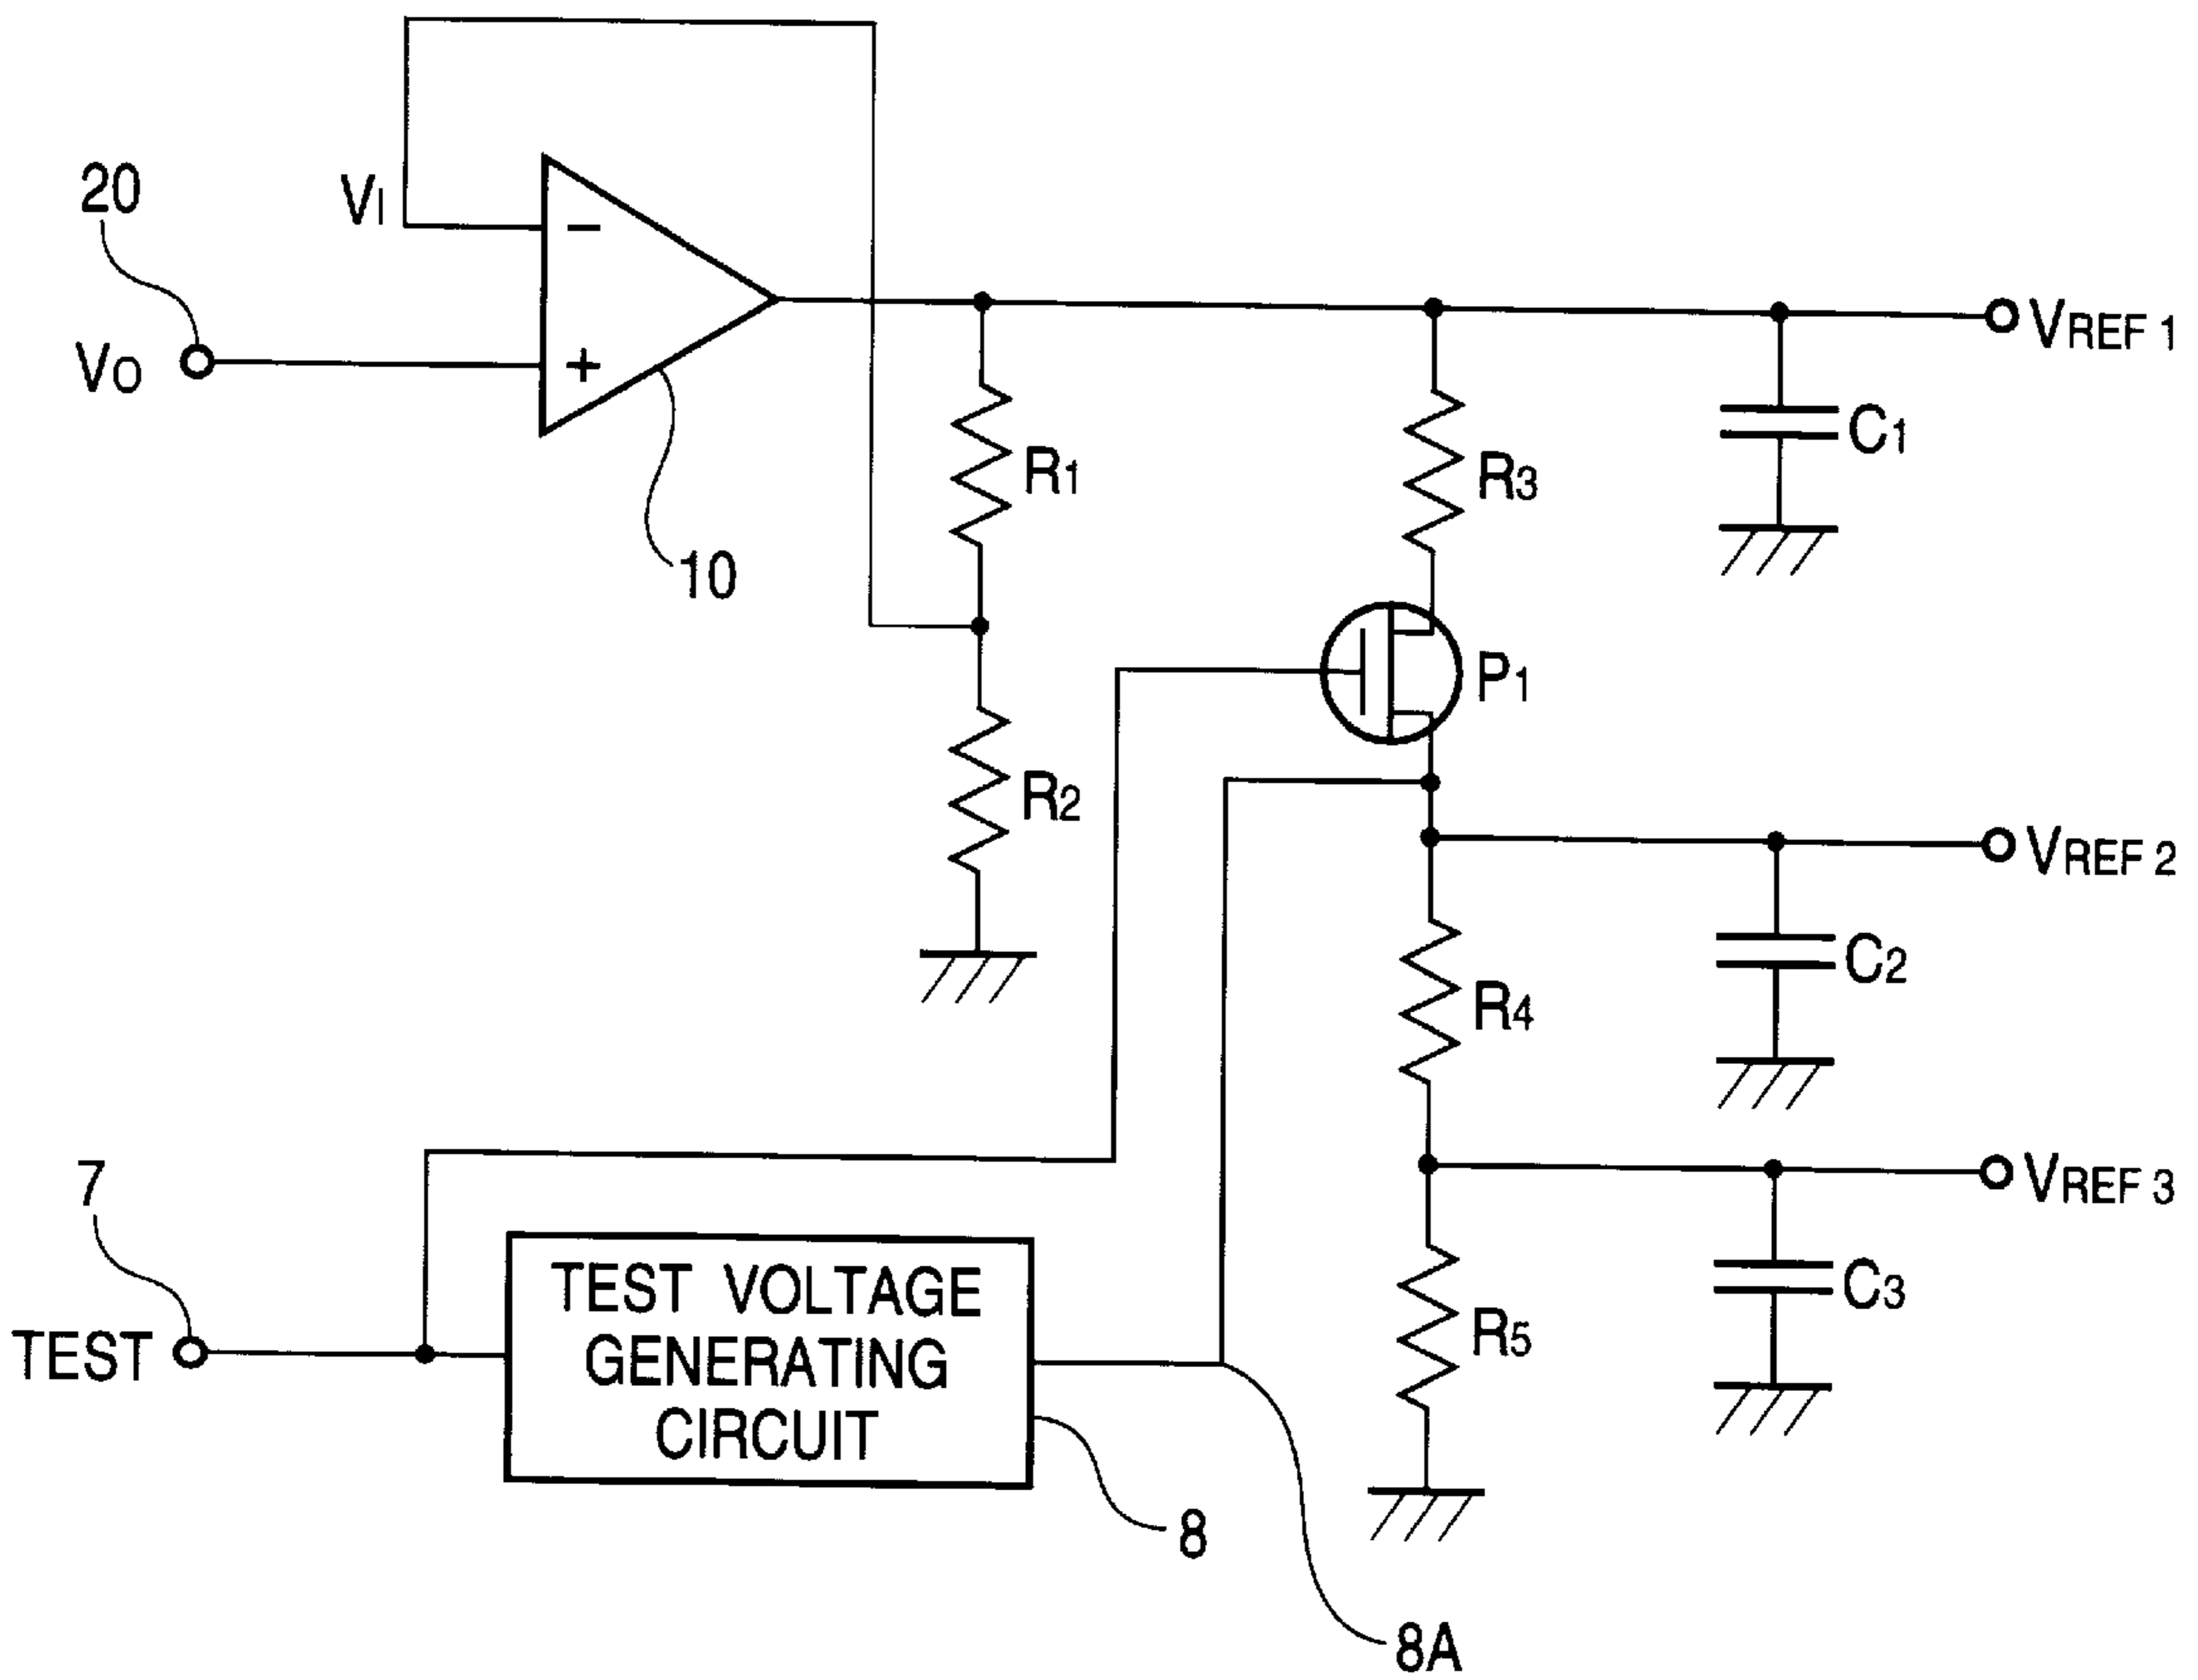 20
VI
−
VO
+
10
VREF 1
R1
R3
C1
P1
R2
VREF 2
C2
R4
7
VREF 3
TEST
TEST VOLTAGE
GENERATING
CIRCUIT
C3
R5
8
8A